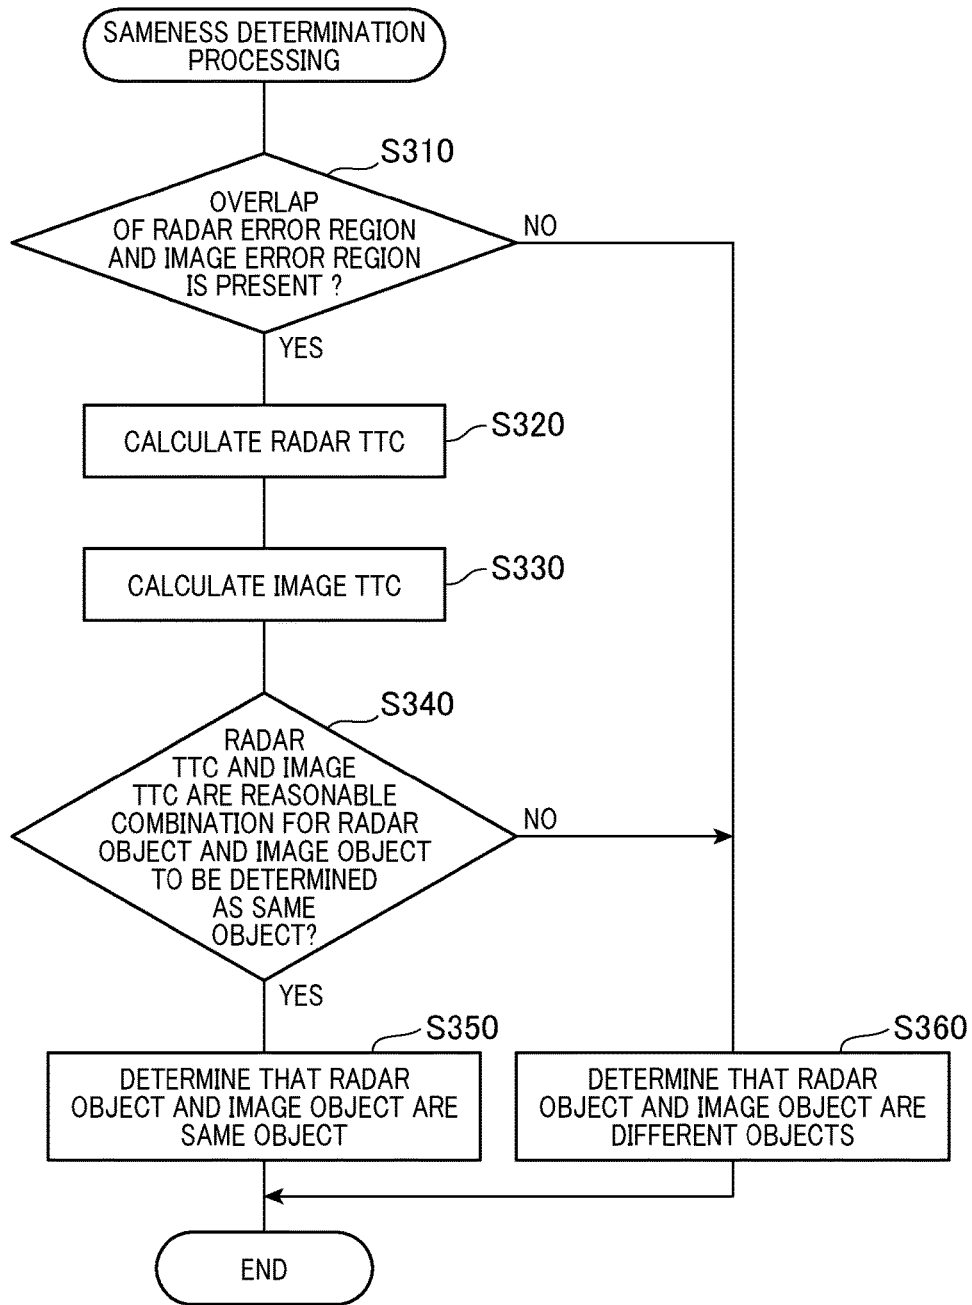 SAMENESS DETERMINATION
PROCESSING
S310
OVERLAP
OF RADAR ERROR REGION
AND IMAGE ERROR REGION
IS PRESENT ?
NO
YES
CALCULATE RADAR TTC
S320
CALCULATE IMAGE TTC
S330
S340
RADAR
TTC AND IMAGE
TTC ARE REASONABLE
COMBINATION FOR RADAR
OBJECT AND IMAGE OBJECT
TO BE DETERMINED
AS SAME
OBJECT?
NO
YES
S350
DETERMINE THAT RADAR
OBJECT AND IMAGE OBJECT ARE
SAME OBJECT
S360
DETERMINE THAT RADAR
OBJECT AND IMAGE OBJECT ARE
DIFFERENT OBJECTS
END